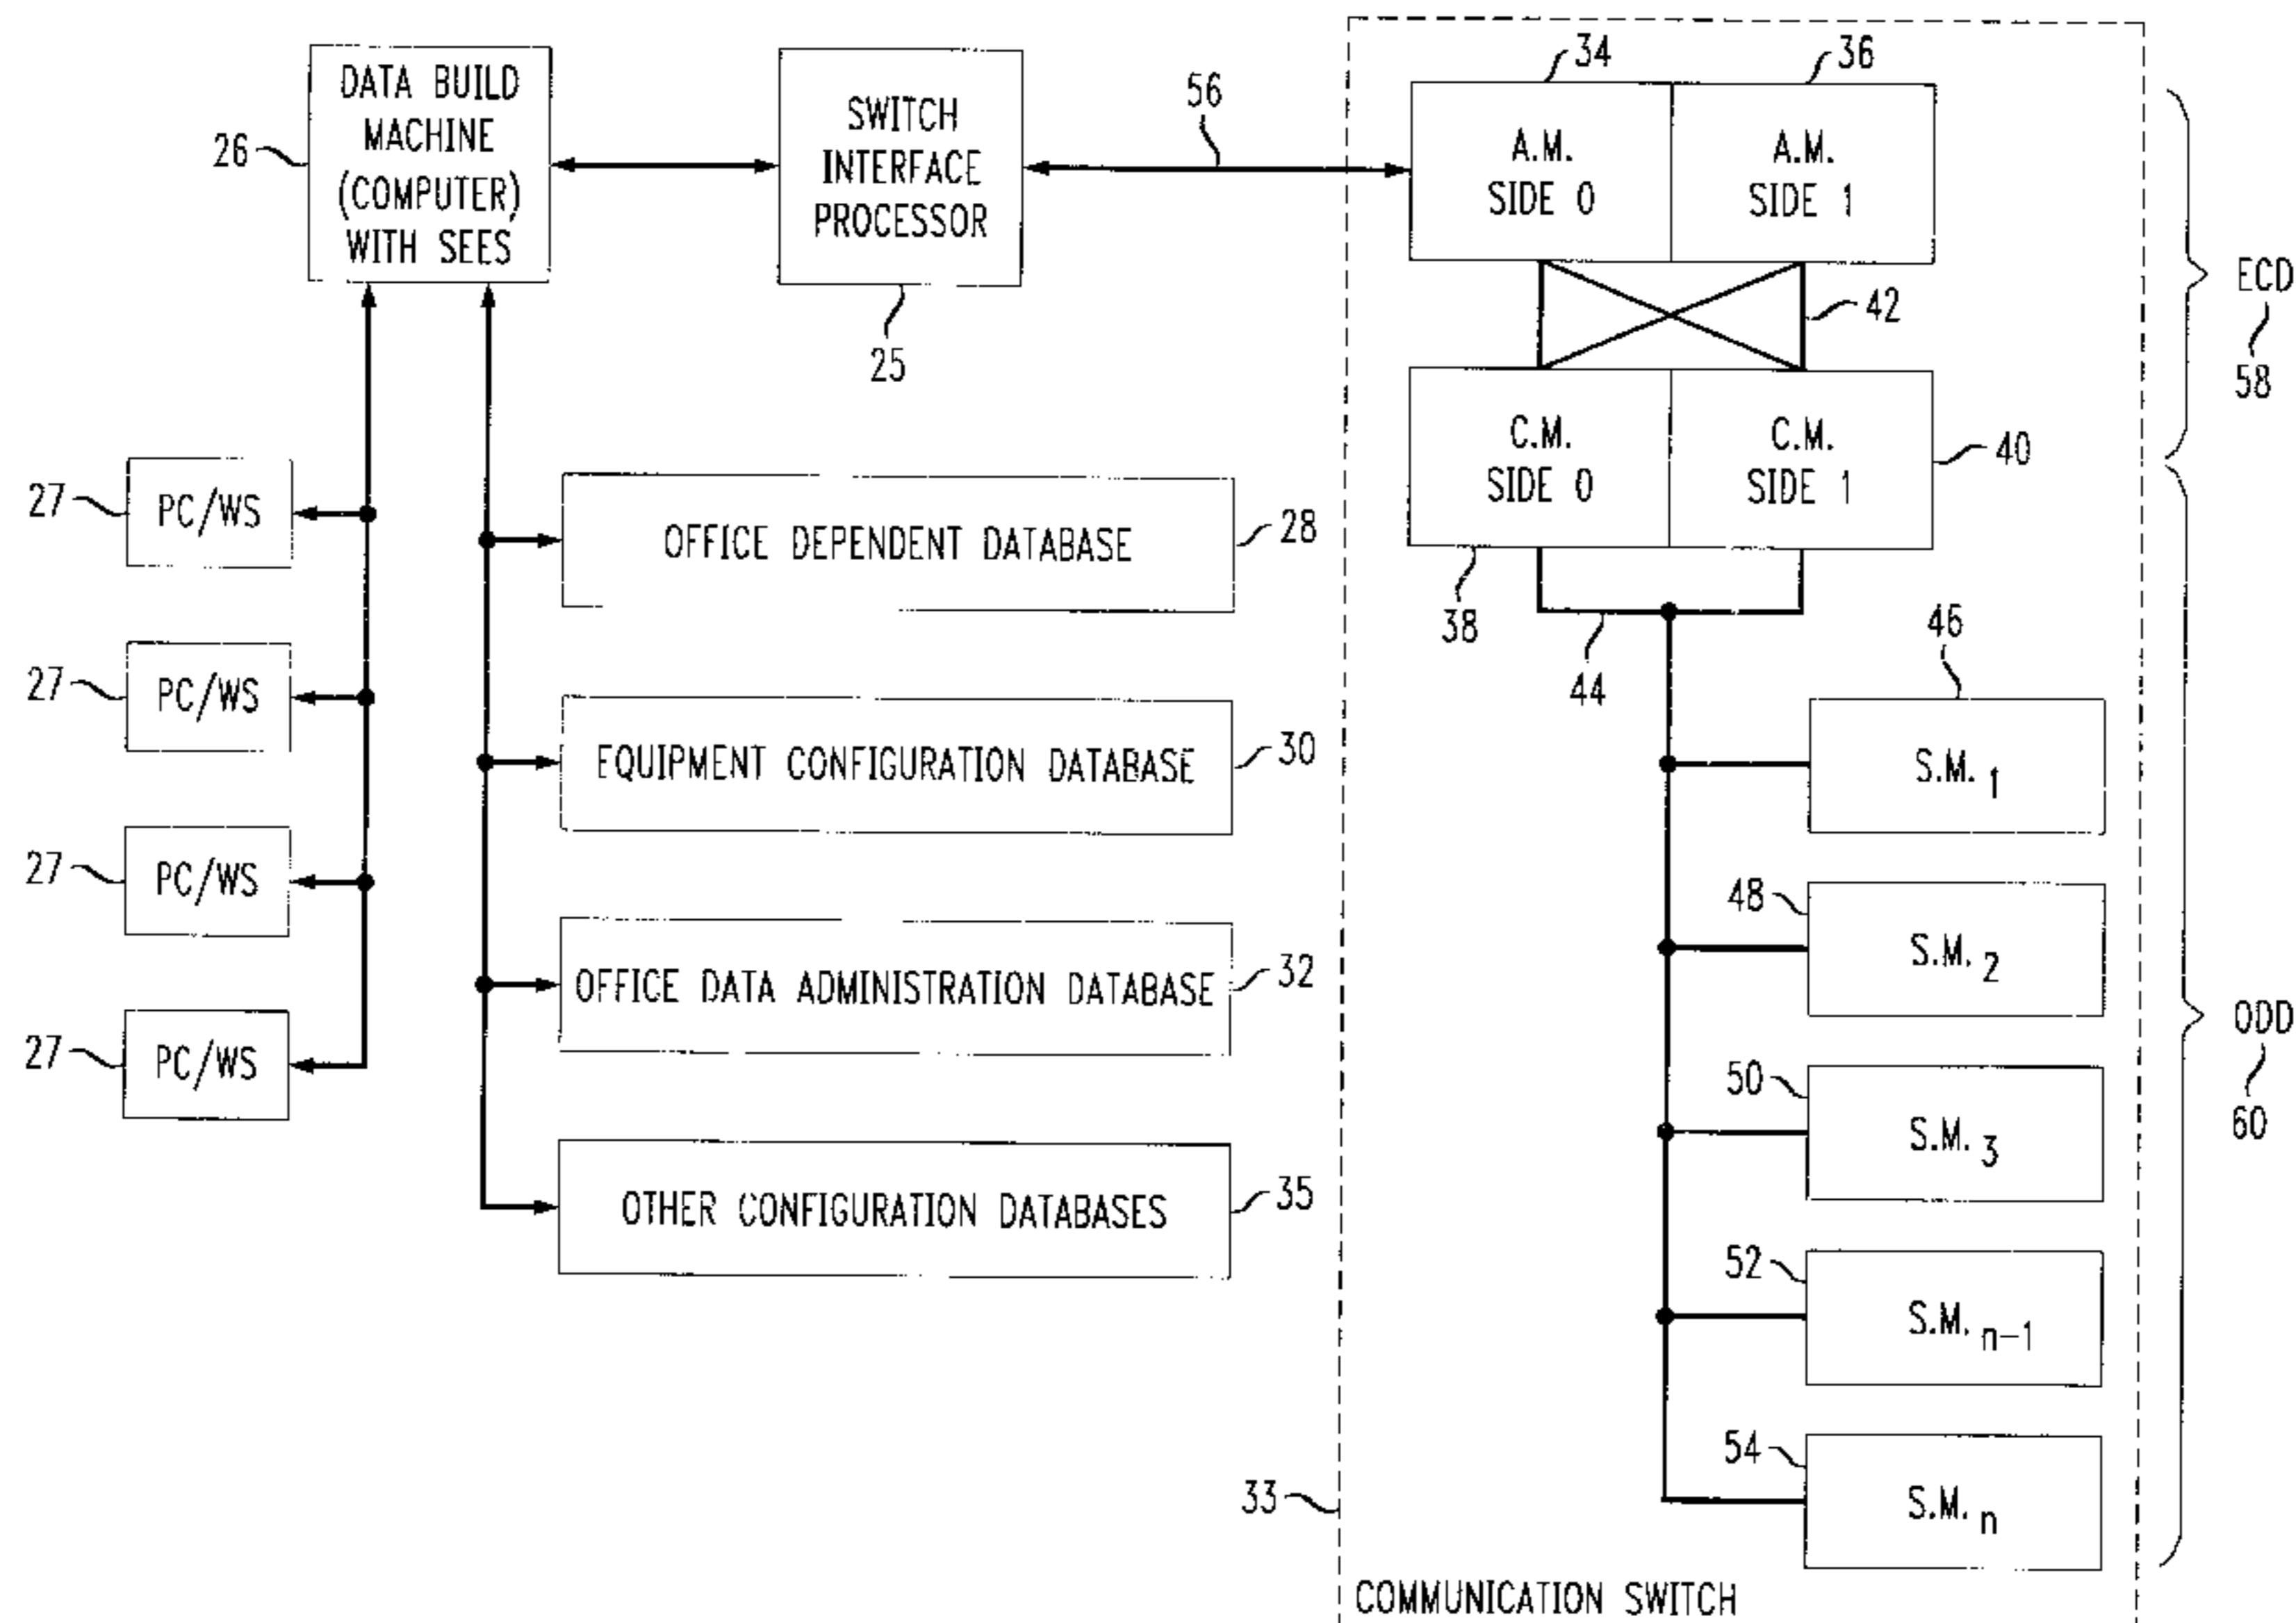 DATA BUILD
MACHINE
(COMPUTER)
WITH SEES
26
SWITCH
INTERFACE
PROCESSOR
25
56
34
36
A.M.
SIDE 0
A.M.
SIDE 1
42
ECD
58
C.M.
SIDE 0
C.M.
SIDE 1
40
38
44
27
PC/WS
27
PC/WS
27
PC/WS
27
PC/WS
OFFICE DEPENDENT DATABASE
28
EQUIPMENT CONFIGURATION DATABASE
30
OFFICE DATA ADMINISTRATION DATABASE
32
OTHER CONFIGURATION DATABASES
35
46
S.M. 1
48
S.M. 2
50
S.M. 3
52
S.M. n-1
54
S.M. n
ODD
60
33
COMMUNICATION SWITCH